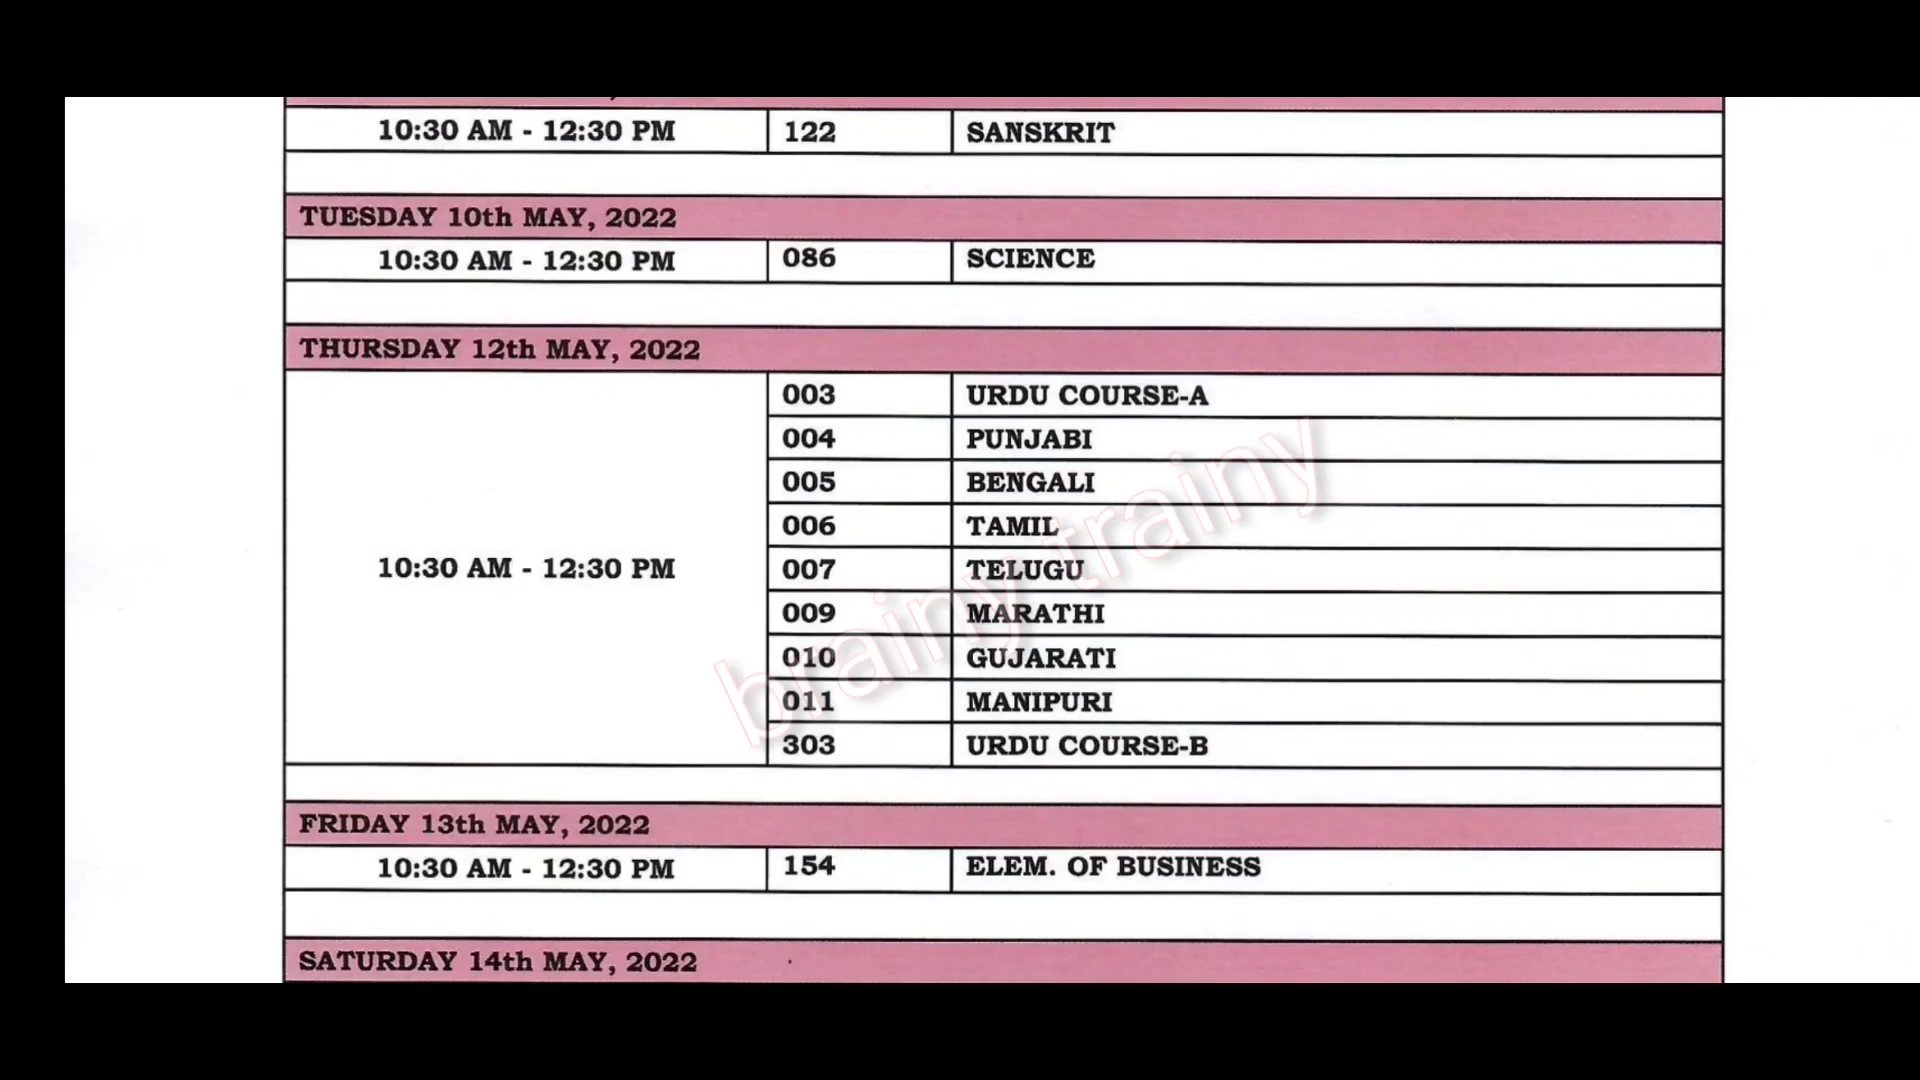 10:30 AM - 12:30 PM 122 SANSKRIT
TUESDAY 10th MAY, 2022
10:30 AM - 12:30 PM 086 SCIENCE
THURSDAY 12th MAY, 2022
003 URDU COURSE-A
004 PUNJABI
005 BENGALI
006 TAMIL
10:30 AM - 12:30 PM 007 TELUGU
009 MARATHI
010 GUJARATI
011 MANIPURI
303 URDU COURSE-B
brainy trainy
FRIDAY 13th MAY, 2022
10:30 AM - 12:30 PM 154 ELEM. OF BUSINESS
SATURDAY 14th MAY, 2022